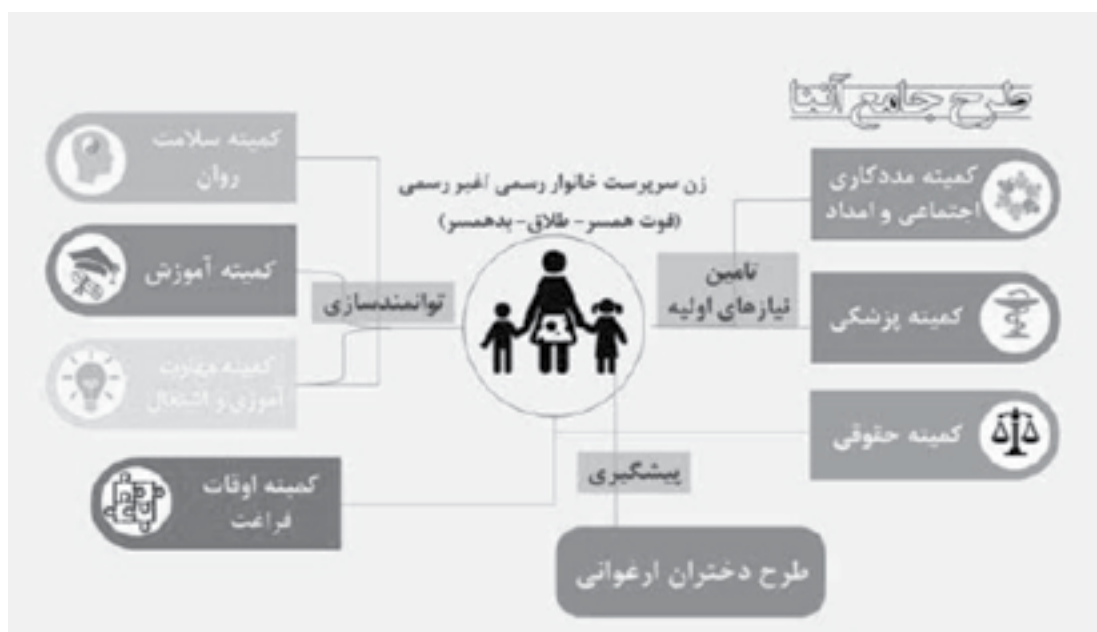 طرح جامع آتنا
کمیته مددکاری
اجتماعی و امداد
کمیته پزشکی
کمیته حقوقی
تامین
نیازهای اولیه
زن سرپرست خانوار رسمی /غیر رسمی
(فوت همسر- طلاق- بدهمسر)
توانمندسازی
پیشگیری
طرح دختران ارغوانی
کمیته سلامت
روان
کمیته آموزش
کمیته مهارت
آموزی و اشتغال
کمیته اوقات
فراغت